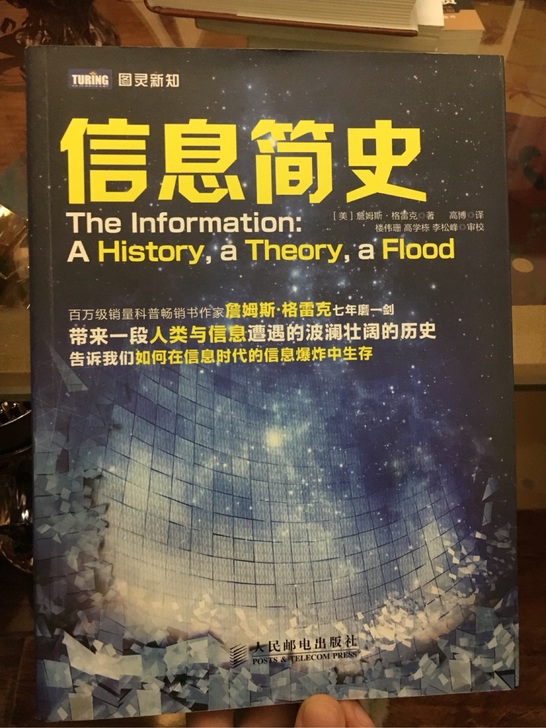 TURING 图灵新知
信息简史
[美] 詹姆斯·格雷克 著 高博 译
The Information:
楼伟珊 高学栋 李松峰 审校
A History, a Theory, a Flood
百万级销量科普畅销书作家詹姆斯·格雷克七年磨一剑
带来一段人类与信息遭遇的波澜壮阔的历史
告诉我们如何在信息时代的信息爆炸中生存
人民邮电出版社
POSTS & TELECOM PRESS